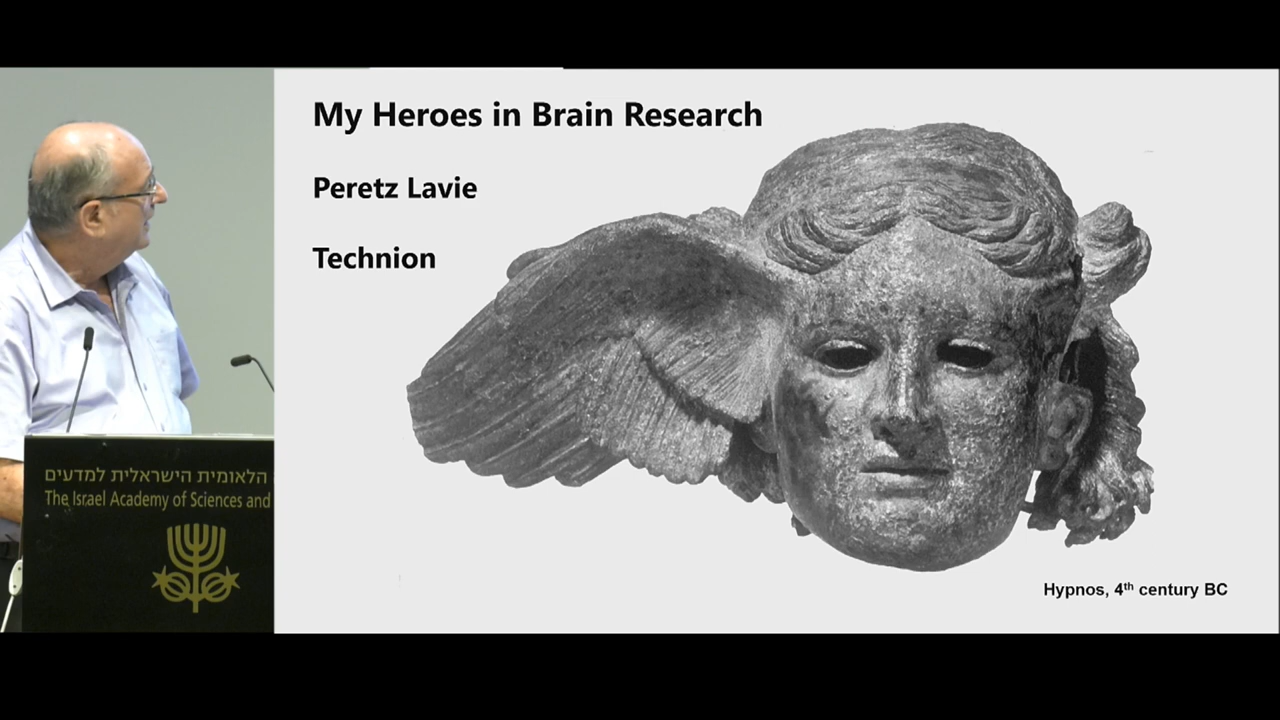 My Heroes in Brain Research
Peretz Lavie
Technion
הלאומית הישראלית למדעים
The Israel Academy of Sciences and
Hypnos, 4th century BC